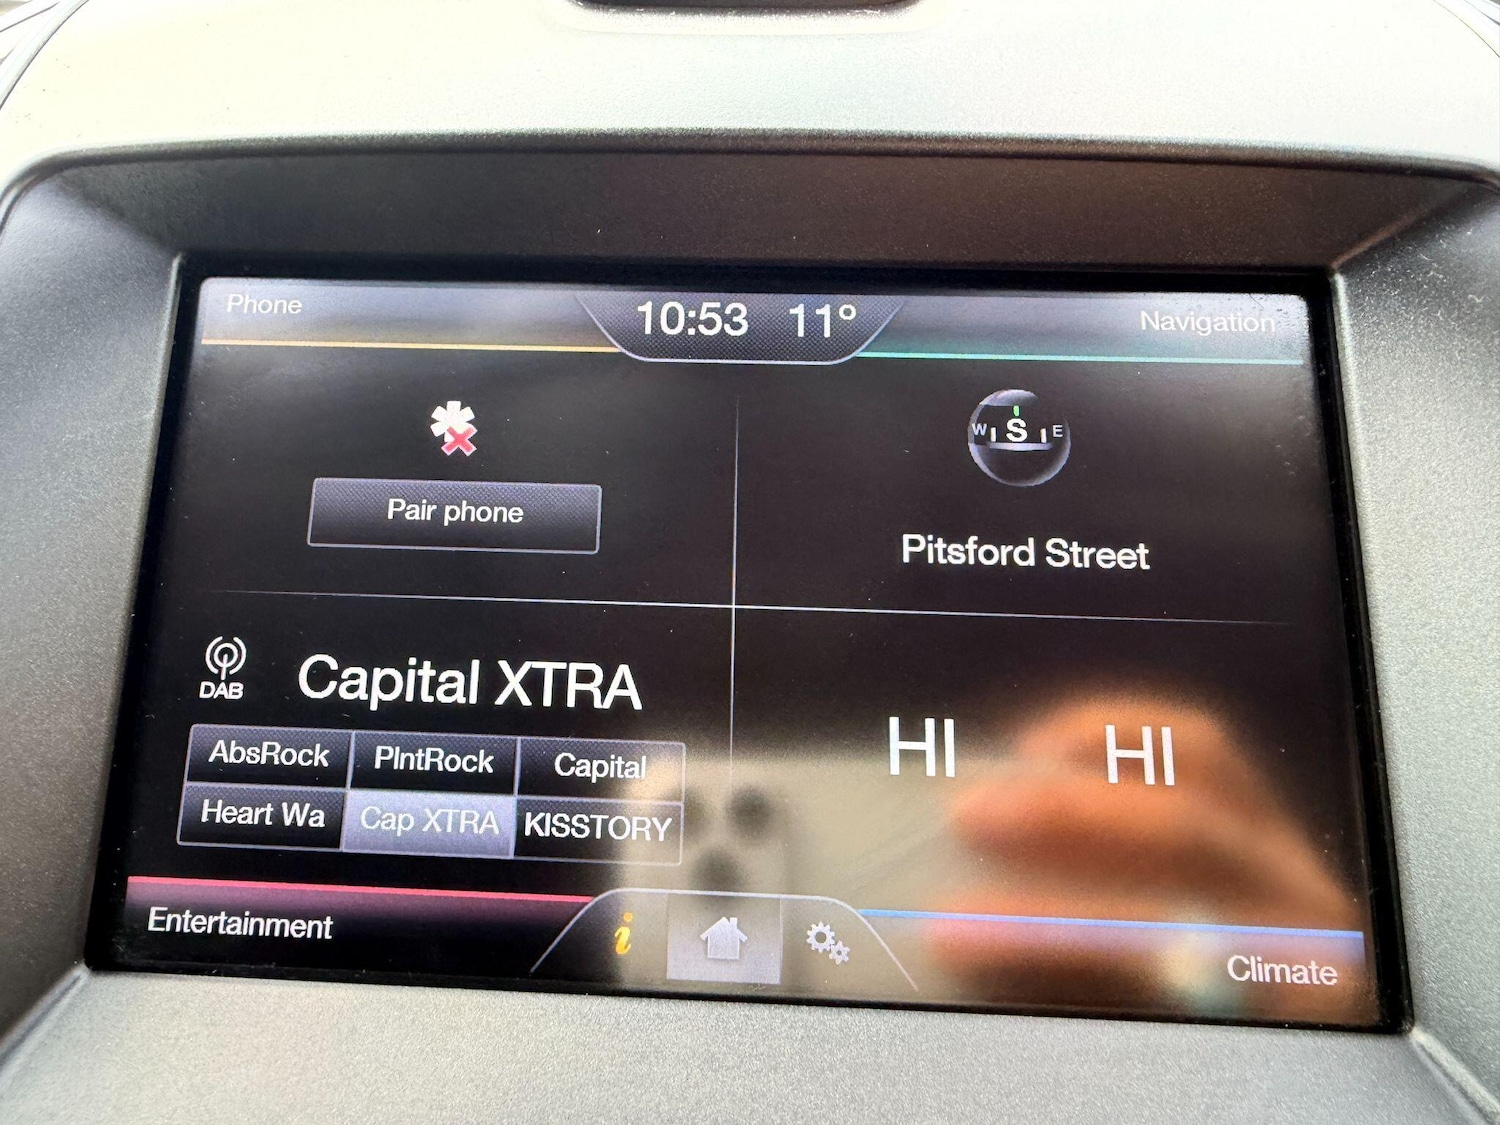 Phone
10:53 11°
Navigation
W S E
Pair phone
Pitsford Street
DAB
Capital XTRA
AbsRock PlntRock Capital
Heart Wa Cap XTRA KISSTORY
HI HI
Entertainment
i
Climate